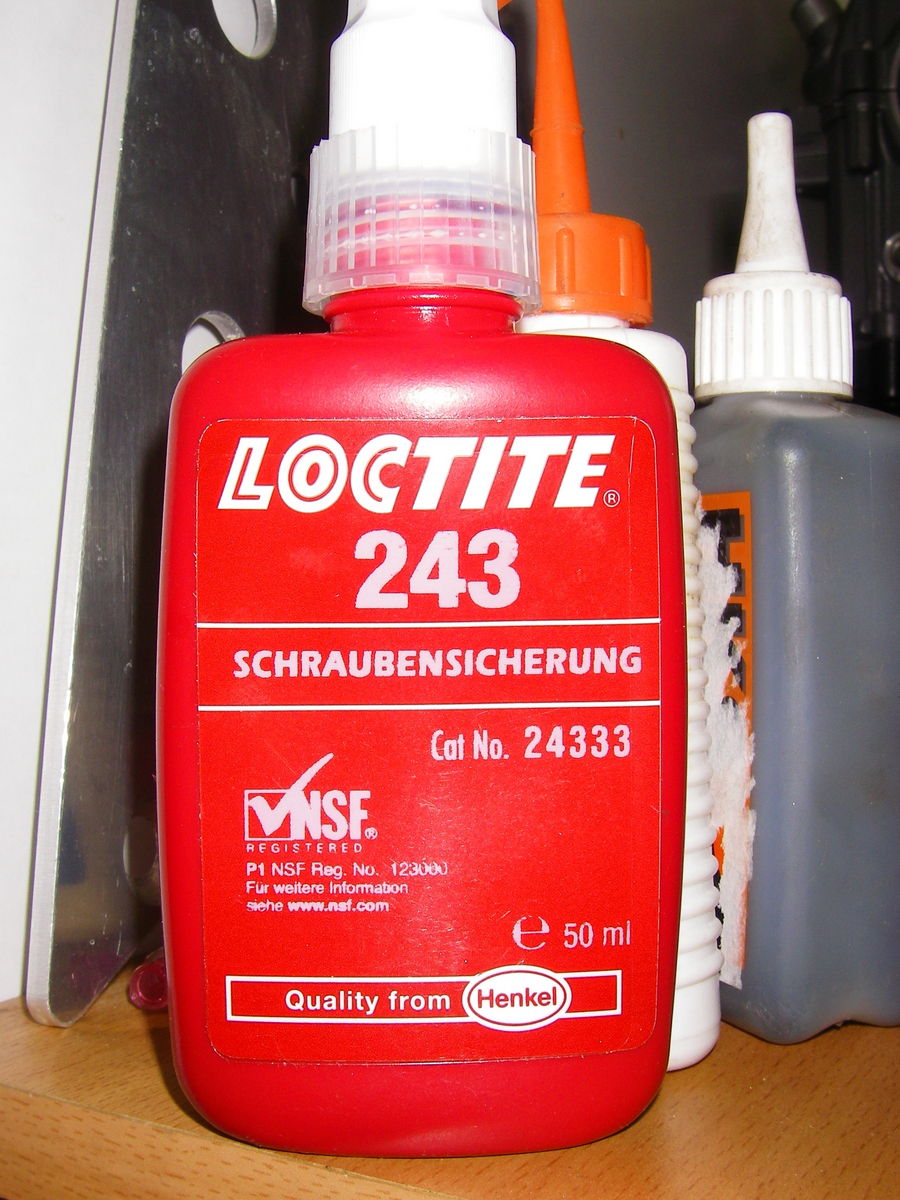 LOCTITE®
243
SCHRAUBENSICHERUNG
Cat No. 24333
NSF®
REGISTERED
P1 NSF Reg. No. 123000
Für weitere Information
siehe www.nsf.com
℮ 50 ml
Quality from Henkel